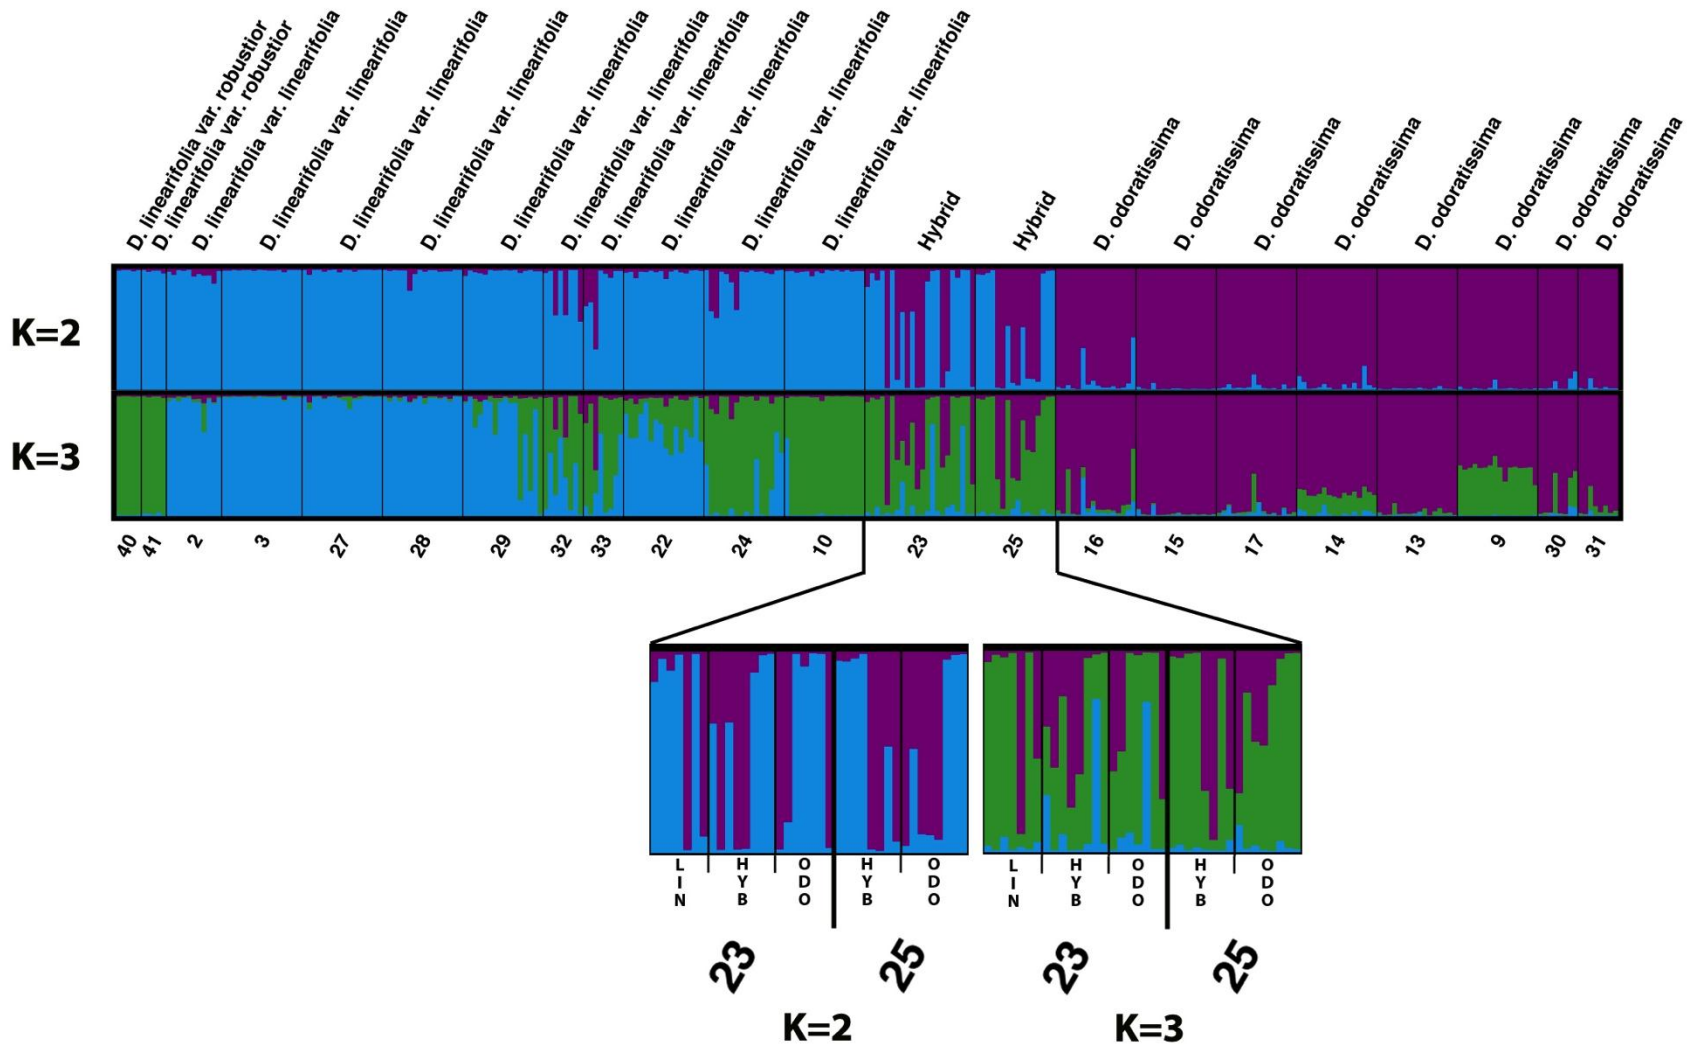 D. linearifolia var. robustior
D. linearifolia var. robustior
D. linearifolia var. linearifolia
D. linearifolia var. linearifolia
D. linearifolia var. linearifolia
D. linearifolia var. linearifolia
D. linearifolia var. linearifolia
D. linearifolia var. linearifolia
D. linearifolia var. linearifolia
D. linearifolia var. linearifolia
D. linearifolia var. linearifolia
D. linearifolia var. linearifolia
Hybrid
Hybrid
D. odoratissima
D. odoratissima
D. odoratissima
D. odoratissima
D. odoratissima
D. odoratissima
D. odoratissima
D. odoratissima
K=2
K=3
40 41 2 3 27 28 29 32 33 22 24 10 23 25 16 15 17 14 13 9 30 31
LIN HYB ODO HYB ODO LIN HYB ODO HYB ODO
23 25 23 25
K=2 K=3